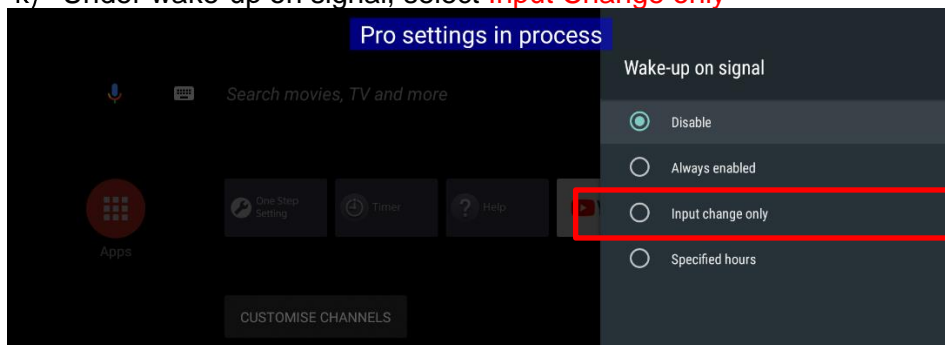 k) Under wake-up on signal, select Input Change only
Pro settings in process
Wake-up on signal
Search movies, TV and more
Disable
Always enabled
One Step
Setting
Timer
Help
Input change only
Apps
Specified hours
CUSTOMISE CHANNELS